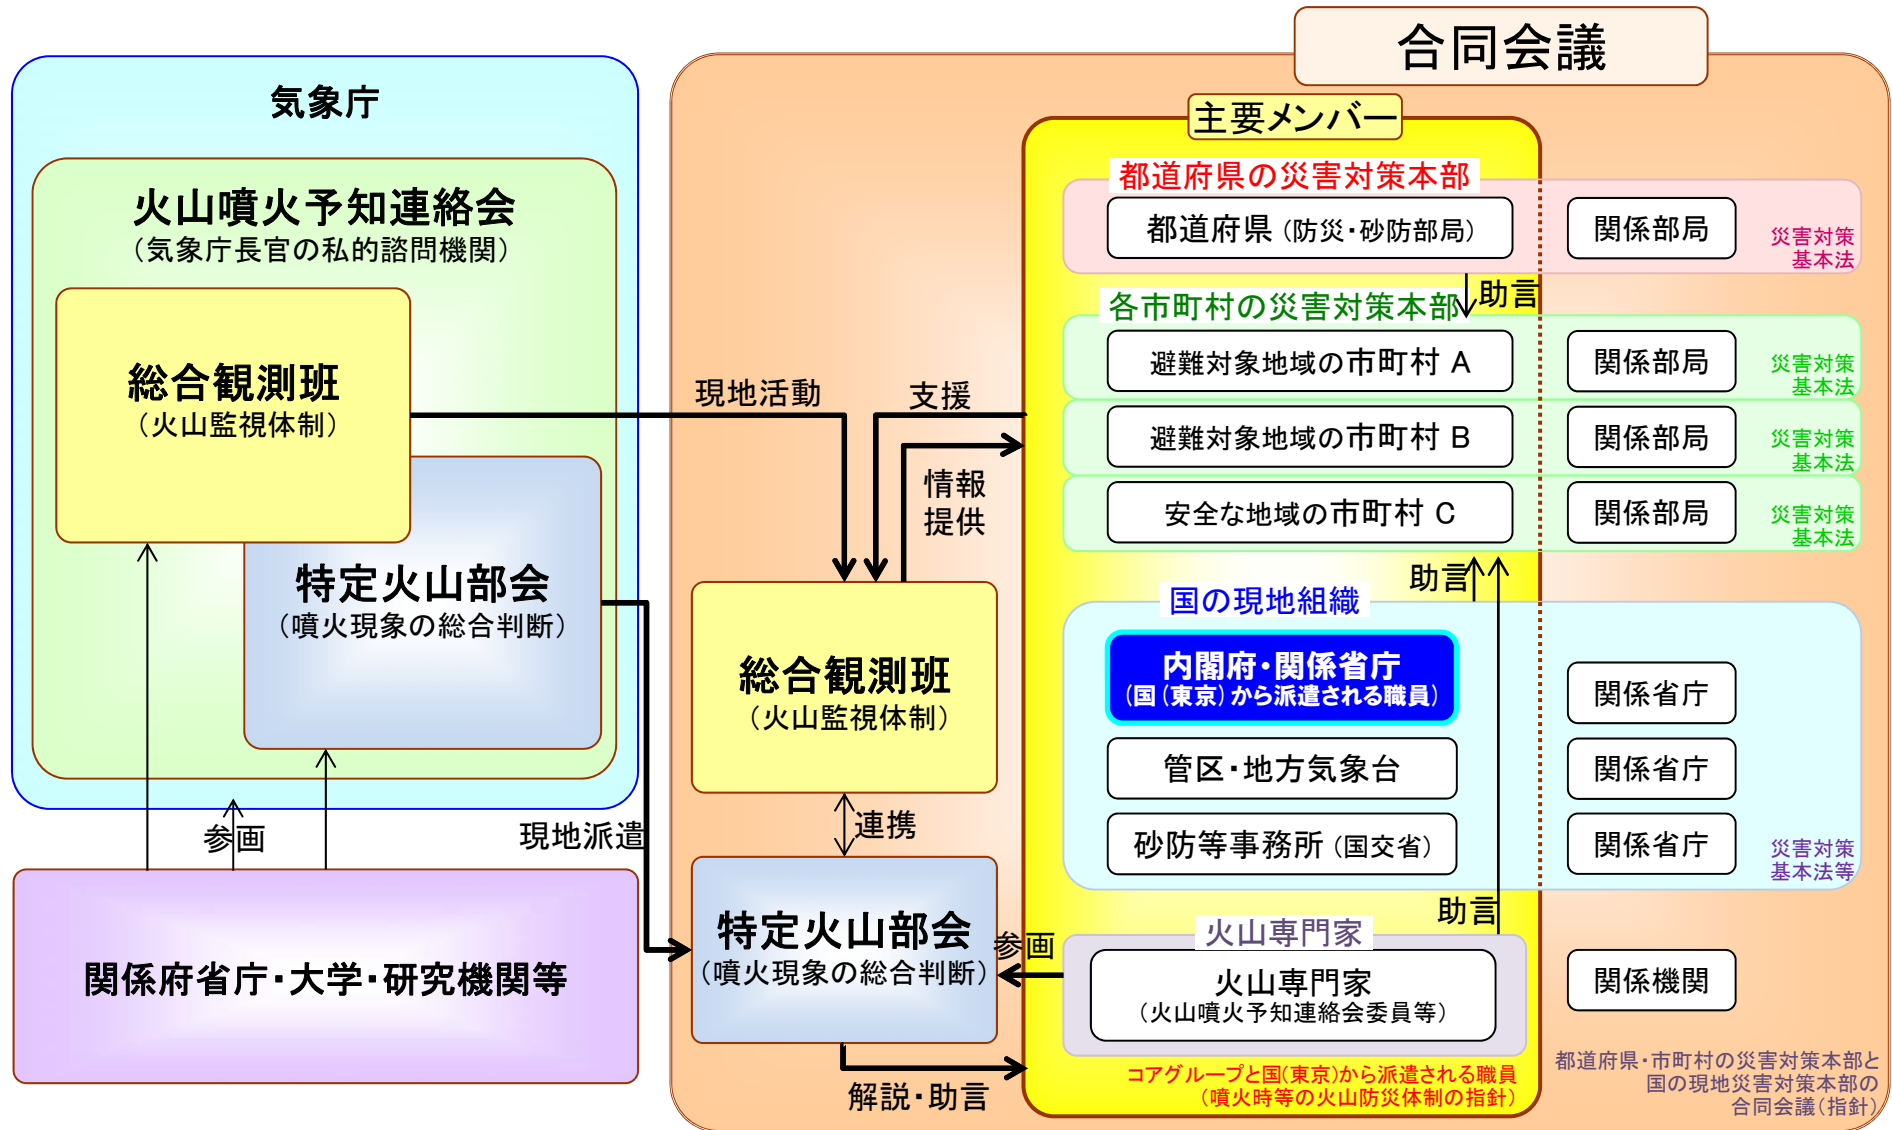 合同会議
気象庁
火山噴火予知連絡会
（気象庁長官の私的諮問機関）
総合観測班
（火山監視体制）
特定火山部会
（噴火現象の総合判断）
参画
現地派遣
関係府省庁・大学・研究機関等
現地活動
支援
情報
提供
総合観測班
（火山監視体制）
連携
特定火山部会
（噴火現象の総合判断）
参画
解説・助言
主要メンバー
都道府県の災害対策本部
都道府県（防災・砂防部局）
関係部局
災害対策
基本法
助言
各市町村の災害対策本部
避難対象地域の市町村 A
関係部局
災害対策
基本法
避難対象地域の市町村 B
関係部局
災害対策
基本法
安全な地域の市町村 C
関係部局
災害対策
基本法
助言
国の現地組織
内閣府・関係省庁
（国（東京）から派遣される職員）
関係省庁
管区・地方気象台
関係省庁
砂防等事務所（国交省）
関係省庁
災害対策
基本法等
助言
火山専門家
火山専門家
（火山噴火予知連絡会委員等）
関係機関
コアグループと国（東京）から派遣される職員
（噴火時等の火山防災体制の指針）
都道府県・市町村の災害対策本部と
国の現地災害対策本部の
合同会議（指針）